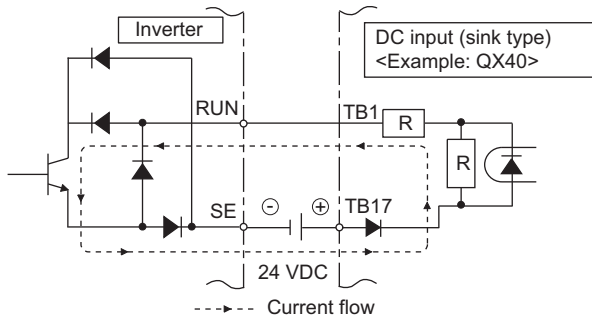 Inverter
DC input (sink type)
<Example: QX40>
RUN
TB1
R
R
SE
⊖
⊕
TB17
24 VDC
Current flow